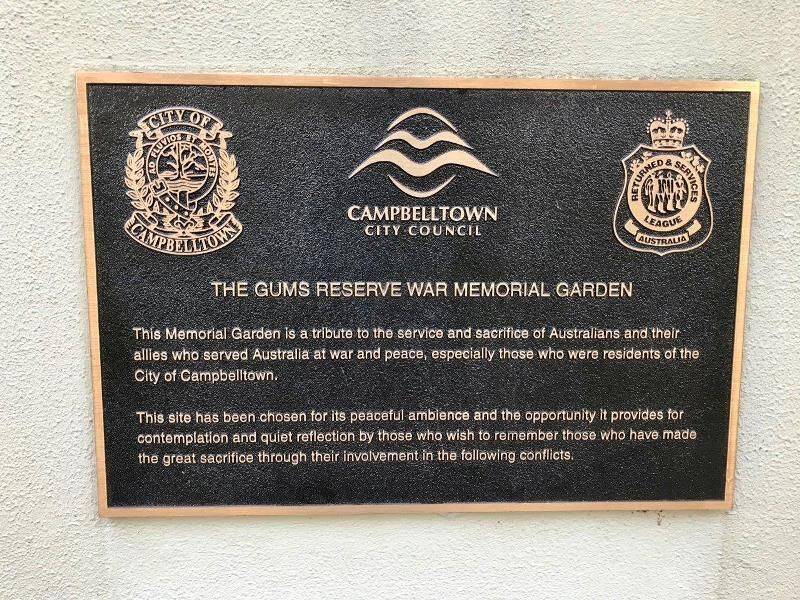 CITY OF
AD FLUVIOS ET MONTES
CAMPBELLTOWN
CAMPBELLTOWN
CITY COUNCIL
RETURNED & SERVICES
LEAGUE
AUSTRALIA
THE GUMS RESERVE WAR MEMORIAL GARDEN
This Memorial Garden is a tribute to the service and sacrifice of Australians and their
allies who served Australia at war and peace, especially those who were residents of the
City of Campbelltown.
This site has been chosen for its peaceful ambience and the opportunity it provides for
contemplation and quiet reflection by those who wish to remember those who have made
the great sacrifice through their involvement in the following conflicts.